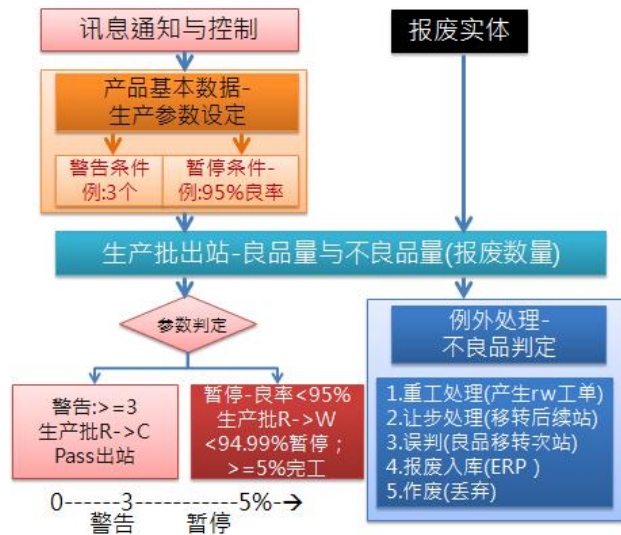 讯息通知与控制
报废实体
产品基本数据-
生产参数设定
警告条件
例:3个
暂停条件-
例:95%良率
生产批出站-良品量与不良品量(报废数量)
参数判定
警告:>=3
生产批R->C
Pass出站
暂停-良率<95%
生产批R->W
<94.99%暂停；
>=5%完工
0------3-----------5%-→
警告
暂停
例外处理-
不良品判定
1.重工处理(产生rw工单)
2.让步处理(移转后续站)
3.误判(良品移转次站)
4.报废入库(ERP )
5.作废(丢弃)